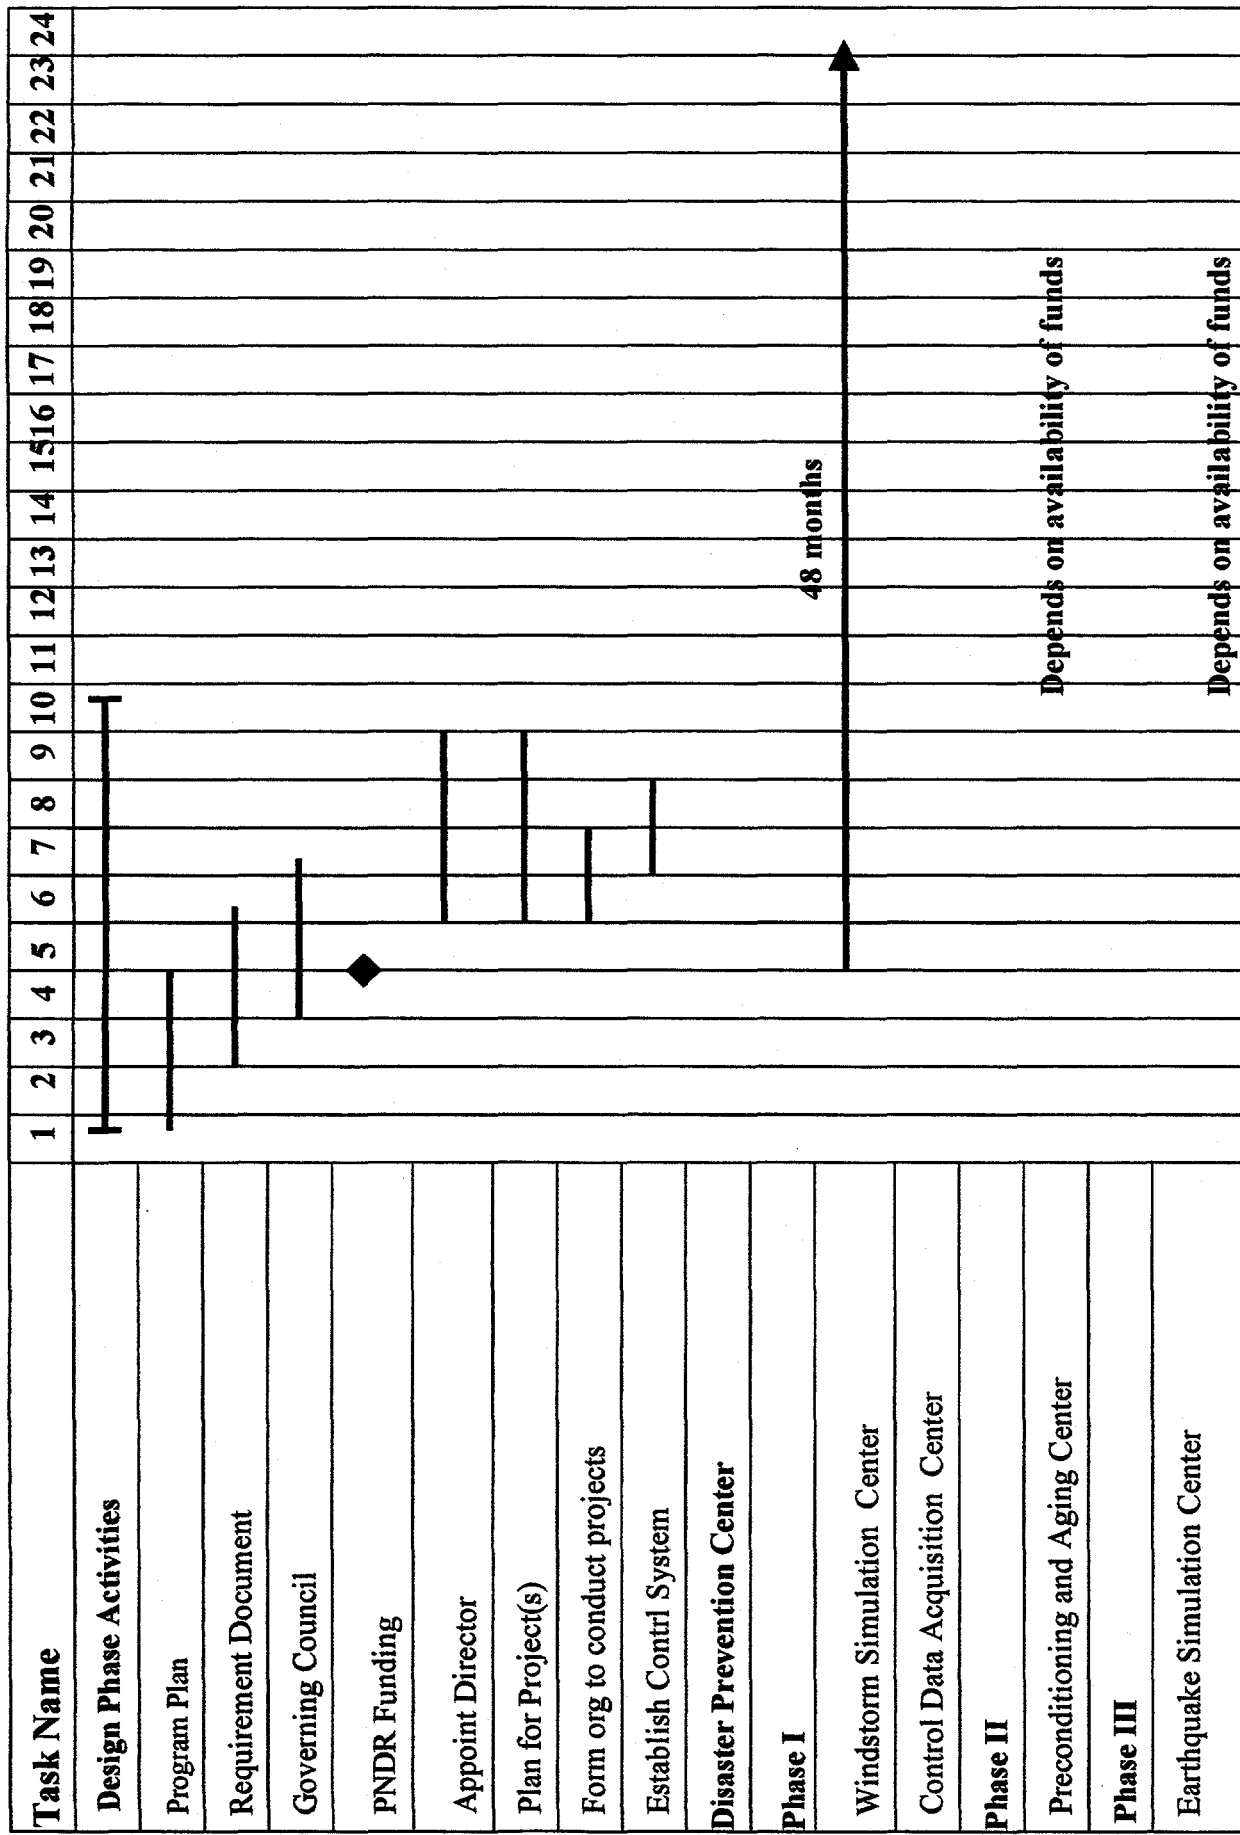 Task Name 1 2 3 4 5 6 7 8 9 10 11 12 13 14 15 16 17 18 19 20 21 22 23 24
Design Phase Activities
Program Plan
Requirement Document
Governing Council
PNDR Funding
Appoint Director
Plan for Project(s)
Form org to conduct projects
Establish Contrl System
Disaster Prevention Center
Phase I
48 months
Windstorm Simulation Center
Control Data Acquisition Center
Phase II
Preconditioning and Aging Center Depends on availability of funds
Phase III
Earthquake Simulation Center Depends on availability of funds